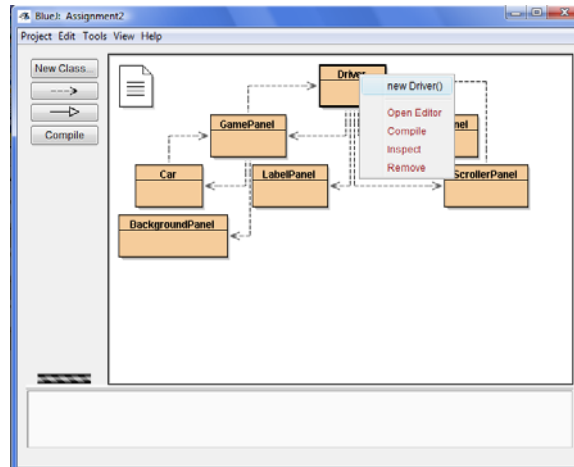 BlueJ: Assignment2
Project Edit Tools View Help
New Class...
Compile
Driver
new Driver()
Open Editor
Compile
Inspect
Remove
GamePanel
nel
Car
LabelPanel
ScrollerPanel
BackgroundPanel